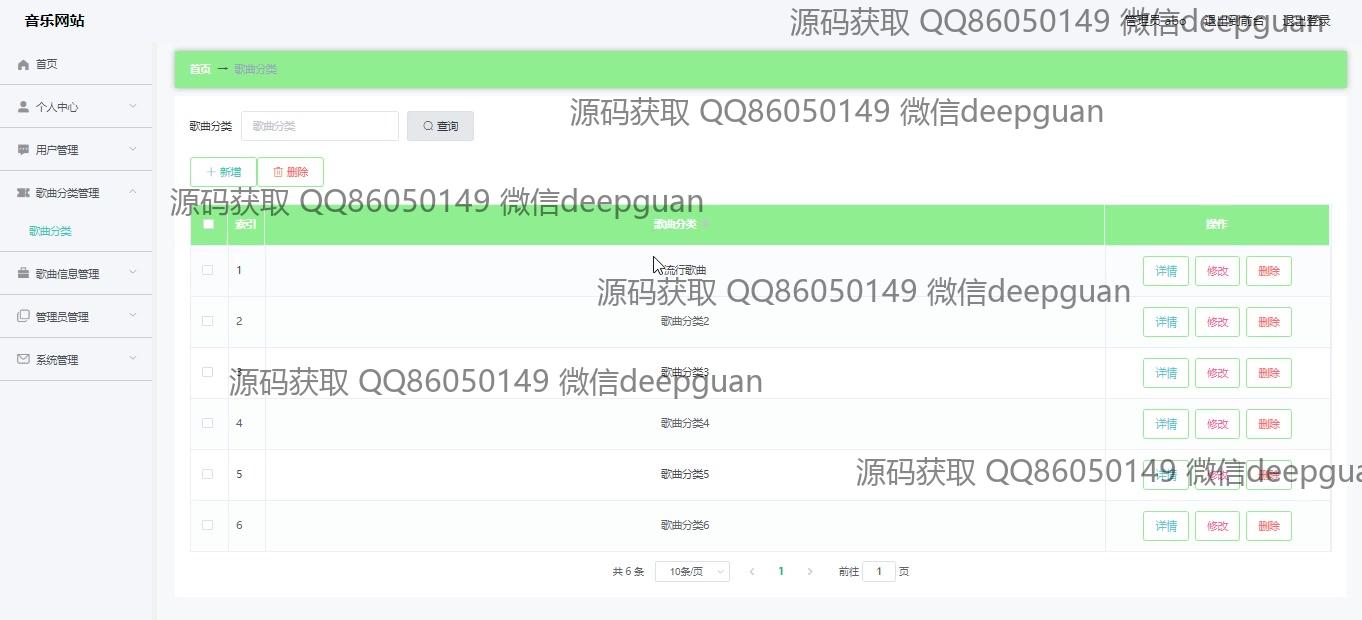 音乐网站
管理员 abo 退出到前台 退出登录
源码获取 QQ86050149 微信deepguan
首页
个人中心
用户管理
歌曲分类管理
歌曲分类
歌曲信息管理
管理员管理
系统管理
首页 → 歌曲分类
源码获取 QQ86050149 微信deepguan
歌曲分类 歌曲分类 查询
新增 删除
源码获取 QQ86050149 微信deepguan
索引 歌曲分类 操作
1 流行歌曲 详情 修改 删除
源码获取 QQ86050149 微信deepguan
2 歌曲分类2 详情 修改 删除
3 歌曲分类3 详情 修改 删除
源码获取 QQ86050149 微信deepguan
4 歌曲分类4 详情 修改 删除
5 歌曲分类5 详情 修改 删除
源码获取 QQ86050149 微信deepgua
6 歌曲分类6 详情 修改 删除
共 6 条 10条/页 1 前往 1 页